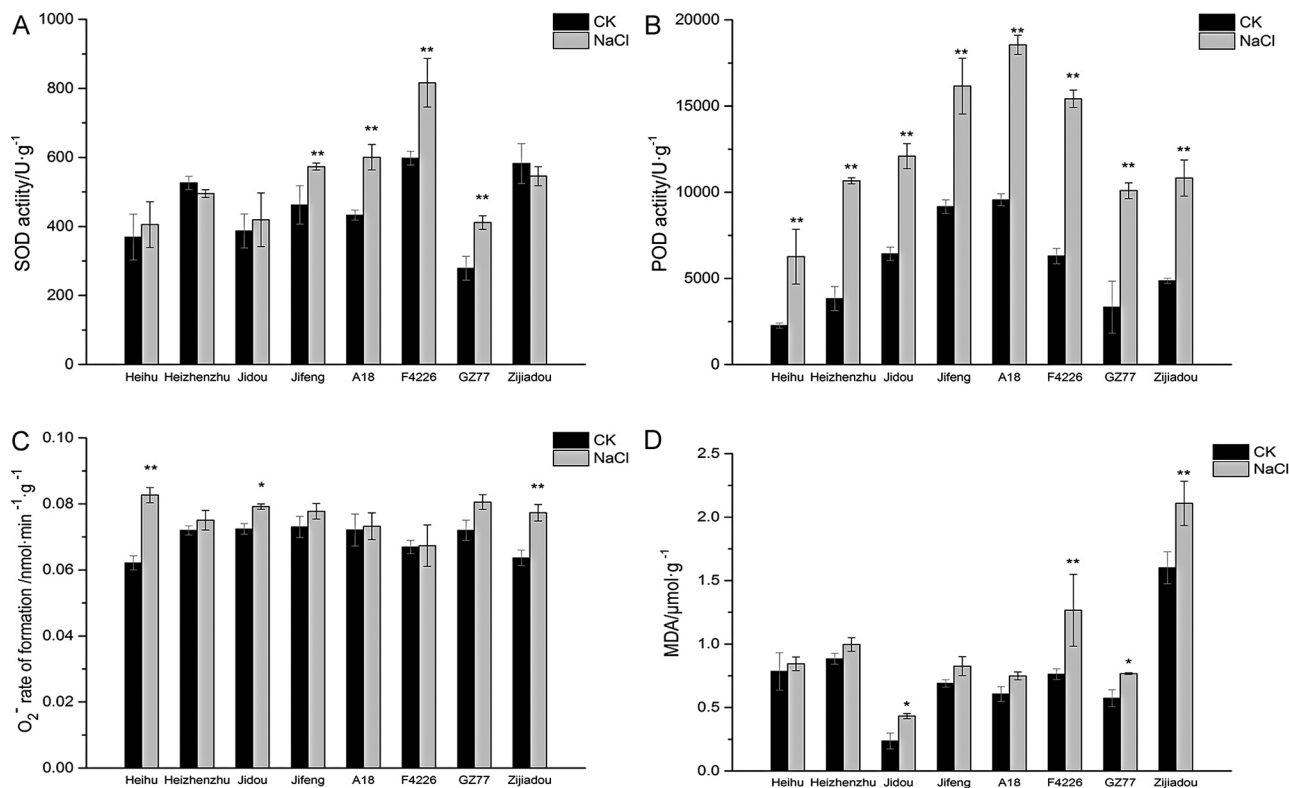 A
SOD actiity/U·g-1
1000
800
600
400
200
0
CK
NaCl
**
**
**
**
Heihu Heizhenzhu Jidou Jifeng A18 F4226 GZ77 Zijiadou
B
POD actiity/U·g-1
20000
15000
10000
5000
0
CK
NaCl
**
**
**
**
**
**
**
**
Heihu Heizhenzhu Jidou Jifeng A18 F4226 GZ77 Zijiadou
C
O2- rate of formation /nmol·min-1·g-1
0.10
0.08
0.06
0.04
0.02
0.00
CK
NaCl
**
*
**
Heihu Heizhenzhu Jidou Jifeng A18 F4226 GZ77 Zijiadou
D
MDA/μmol·g-1
2.5
2.0
1.5
1.0
0.5
0.0
CK
NaCl
*
**
*
**
Heihu Heizhenzhu Jidou Jifeng A18 F4226 GZ77 Zijiadou